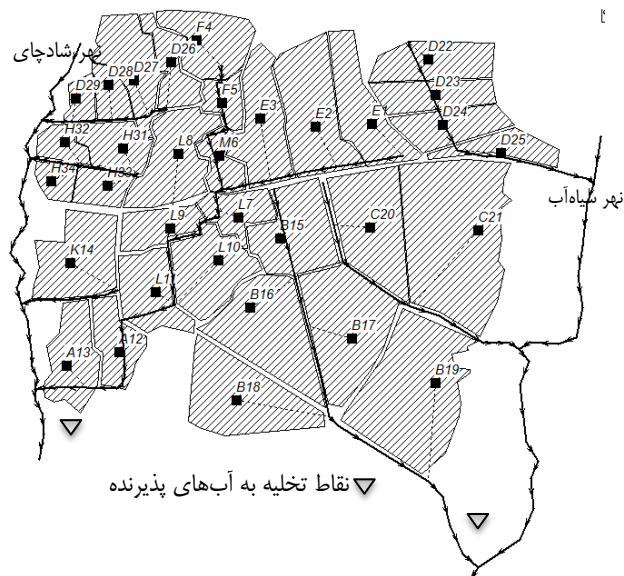 F4
D22
نهر شادچای
D26
D27
D28
D29
D23
F5
E3
E2
E1
D24
H32
H31
L8
M6
D25
H34
H33
نهر سیاه‌آب
L9
L7
B15
C20
C21
K14
L10
L11
B16
B17
A13
A12
B18
B19
نقاط تخلیه به آب‌های پذیرنده